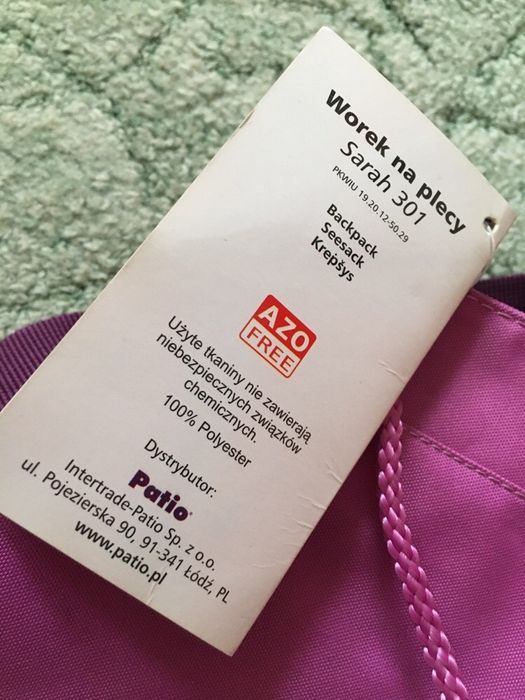 Worek na plecy
Sarah 301
PKWIU 19.20.12-50.29
Backpack
Seesack
Krepšys
AZO
FREE
Użyte tkaniny nie zawierają
niebezpiecznych związków
chemicznych.
100% Polyester
Dystrybutor:
Patio
Intertrade-Patio Sp. z o.o.
ul. Pojezierska 90, 91-341 Łódź, PL
www.patio.pl